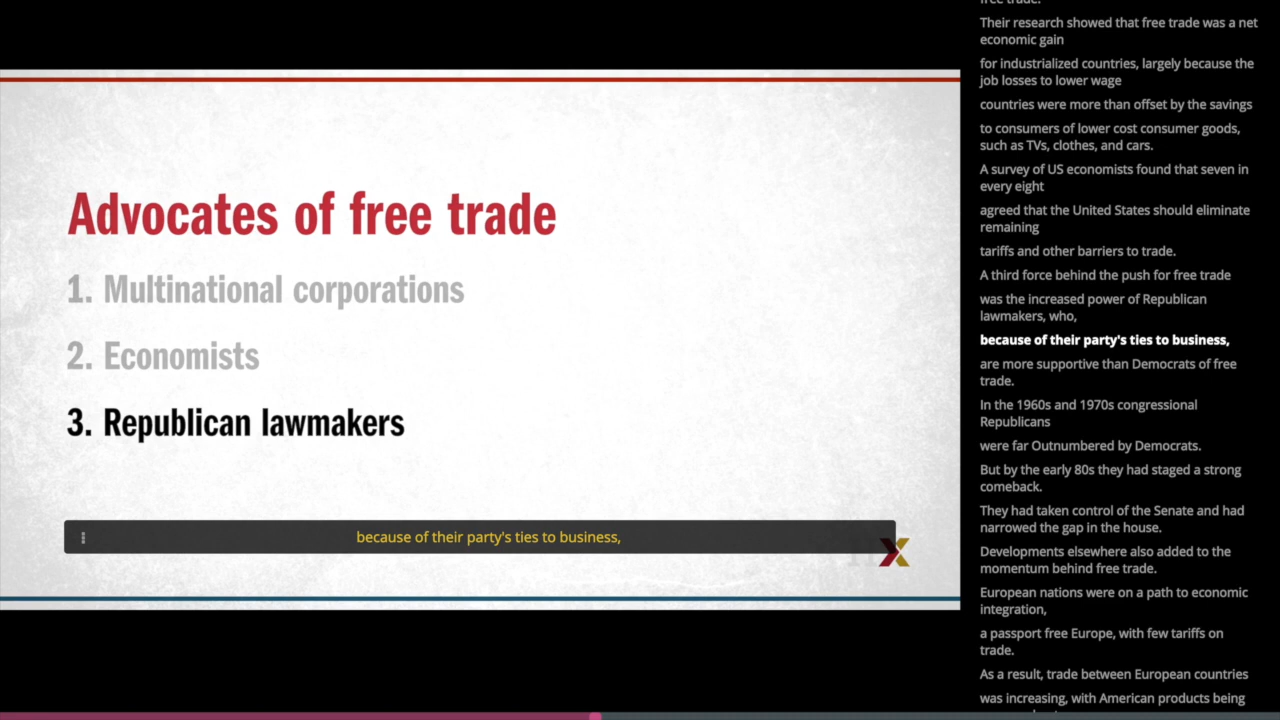 Advocates of free trade
1. Multinational corporations
2. Economists
3. Republican lawmakers
because of their party's ties to business,
X
free trade.
Their research showed that free trade was a net
economic gain
for industrialized countries, largely because the
job losses to lower wage
countries were more than offset by the savings
to consumers of lower cost consumer goods,
such as TVs, clothes, and cars.
A survey of US economists found that seven in
every eight
agreed that the United States should eliminate
remaining
tariffs and other barriers to trade.
A third force behind the push for free trade
was the increased power of Republican
lawmakers, who,
because of their party's ties to business,
are more supportive than Democrats of free
trade.
In the 1960s and 1970s congressional
Republicans
were far Outnumbered by Democrats.
But by the early 80s they had staged a strong
comeback.
They had taken control of the Senate and had
narrowed the gap in the house.
Developments elsewhere also added to the
momentum behind free trade.
European nations were on a path to economic
integration,
a passport free Europe, with few tariffs on
trade.
As a result, trade between European countries
was increasing, with American products being